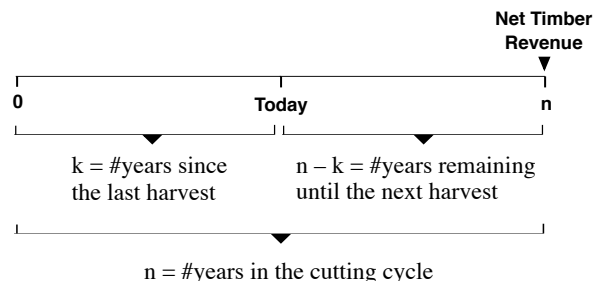 Net Timber
Revenue
0
Today
n
k = #years since
the last harvest
n – k = #years remaining
until the next harvest
n = #years in the cutting cycle